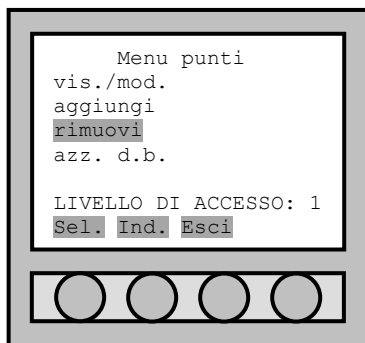 Menu punti
vis./mod.
aggiungi
rimuovi
azz. d.b.
LIVELLO DI ACCESSO: 1
Sel. Ind. Esci